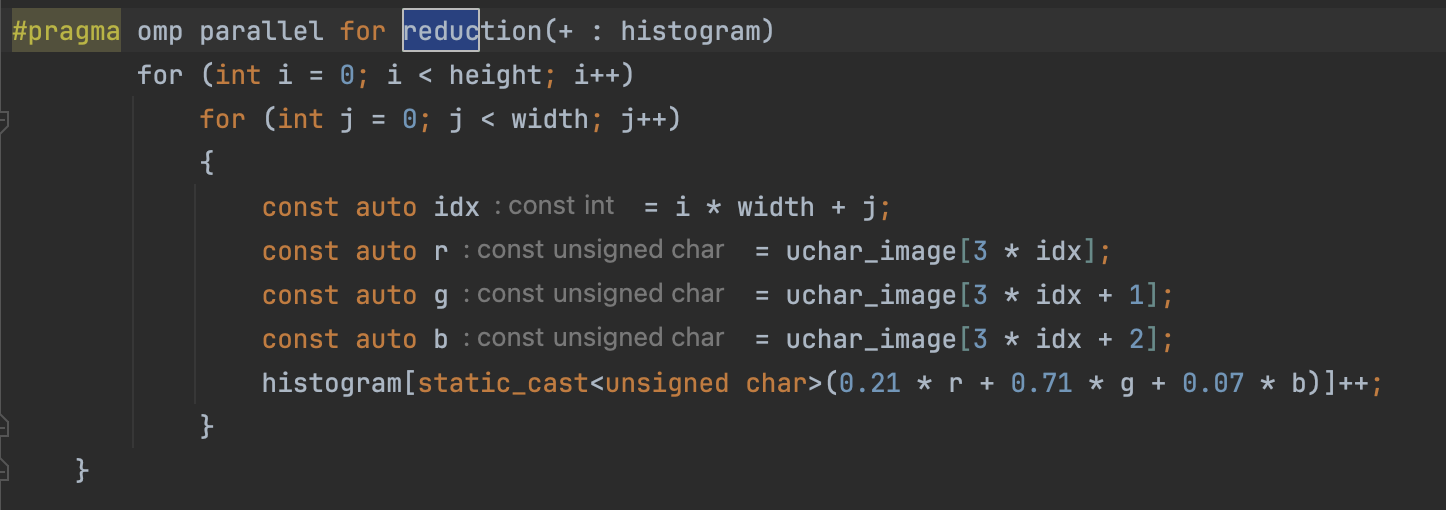 #pragma omp parallel for reduction(+ : histogram)
for (int i = 0; i < height; i++)
for (int j = 0; j < width; j++)
{
const auto idx : const int = i * width + j;
const auto r : const unsigned char = uchar_image[3 * idx];
const auto g : const unsigned char = uchar_image[3 * idx + 1];
const auto b : const unsigned char = uchar_image[3 * idx + 2];
histogram[static_cast<unsigned char>(0.21 * r + 0.71 * g + 0.07 * b)]++;
}
}